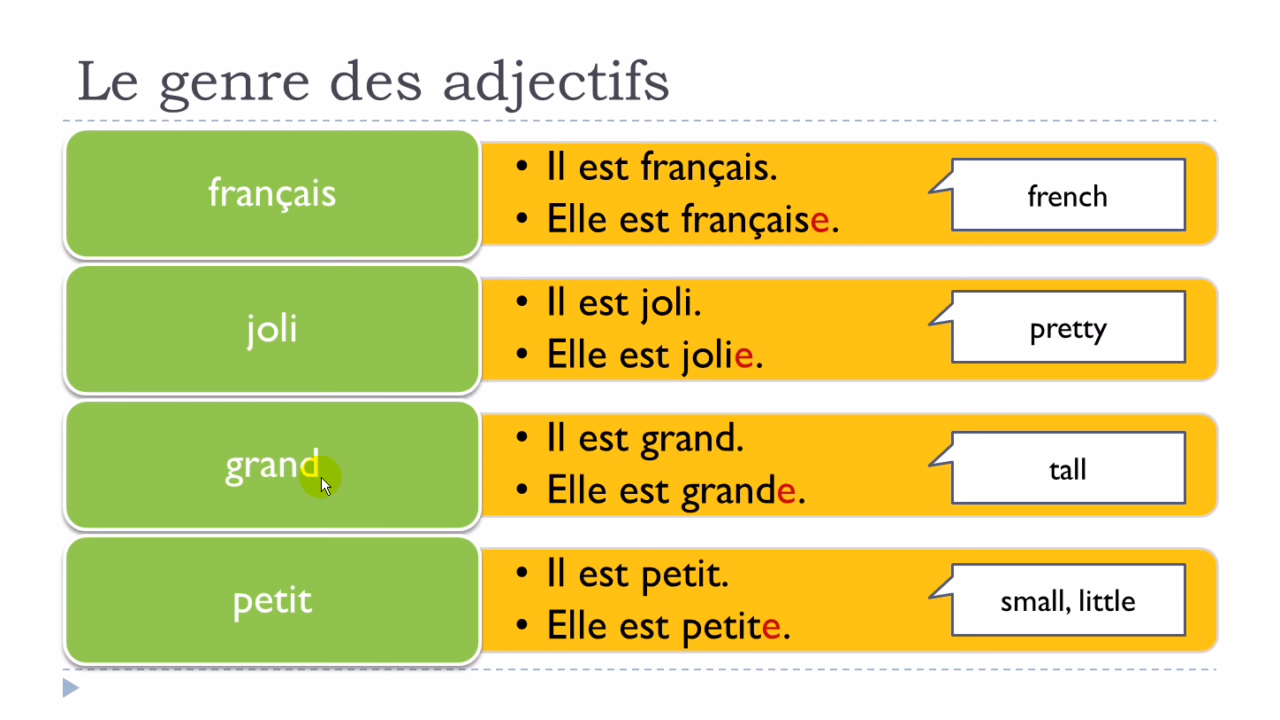 Le genre des adjectifs
français
• Il est français.
• Elle est française.
french
joli
• Il est joli.
• Elle est jolie.
pretty
grand
• Il est grand.
• Elle est grande.
tall
petit
• Il est petit.
• Elle est petite.
small, little